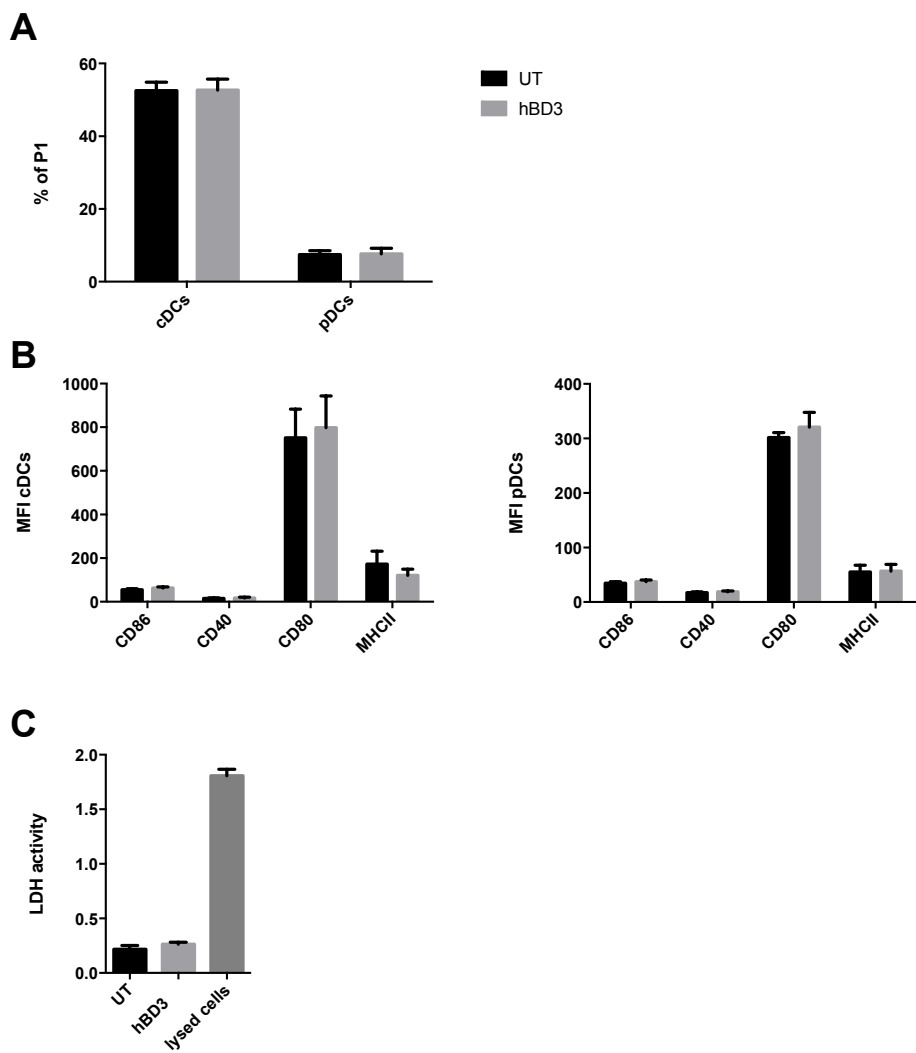 A
60
40
20
0
% of P1
cDCs
pDCs
UT
hBD3
B
1000
800
600
400
200
0
MFI cDCs
CD86
CD40
CD80
MHCII
400
300
200
100
0
MFI pDCs
CD86
CD40
CD80
MHCII
C
2.0
1.5
1.0
0.5
0.0
LDH activity
UT
hBD3
lysed cells